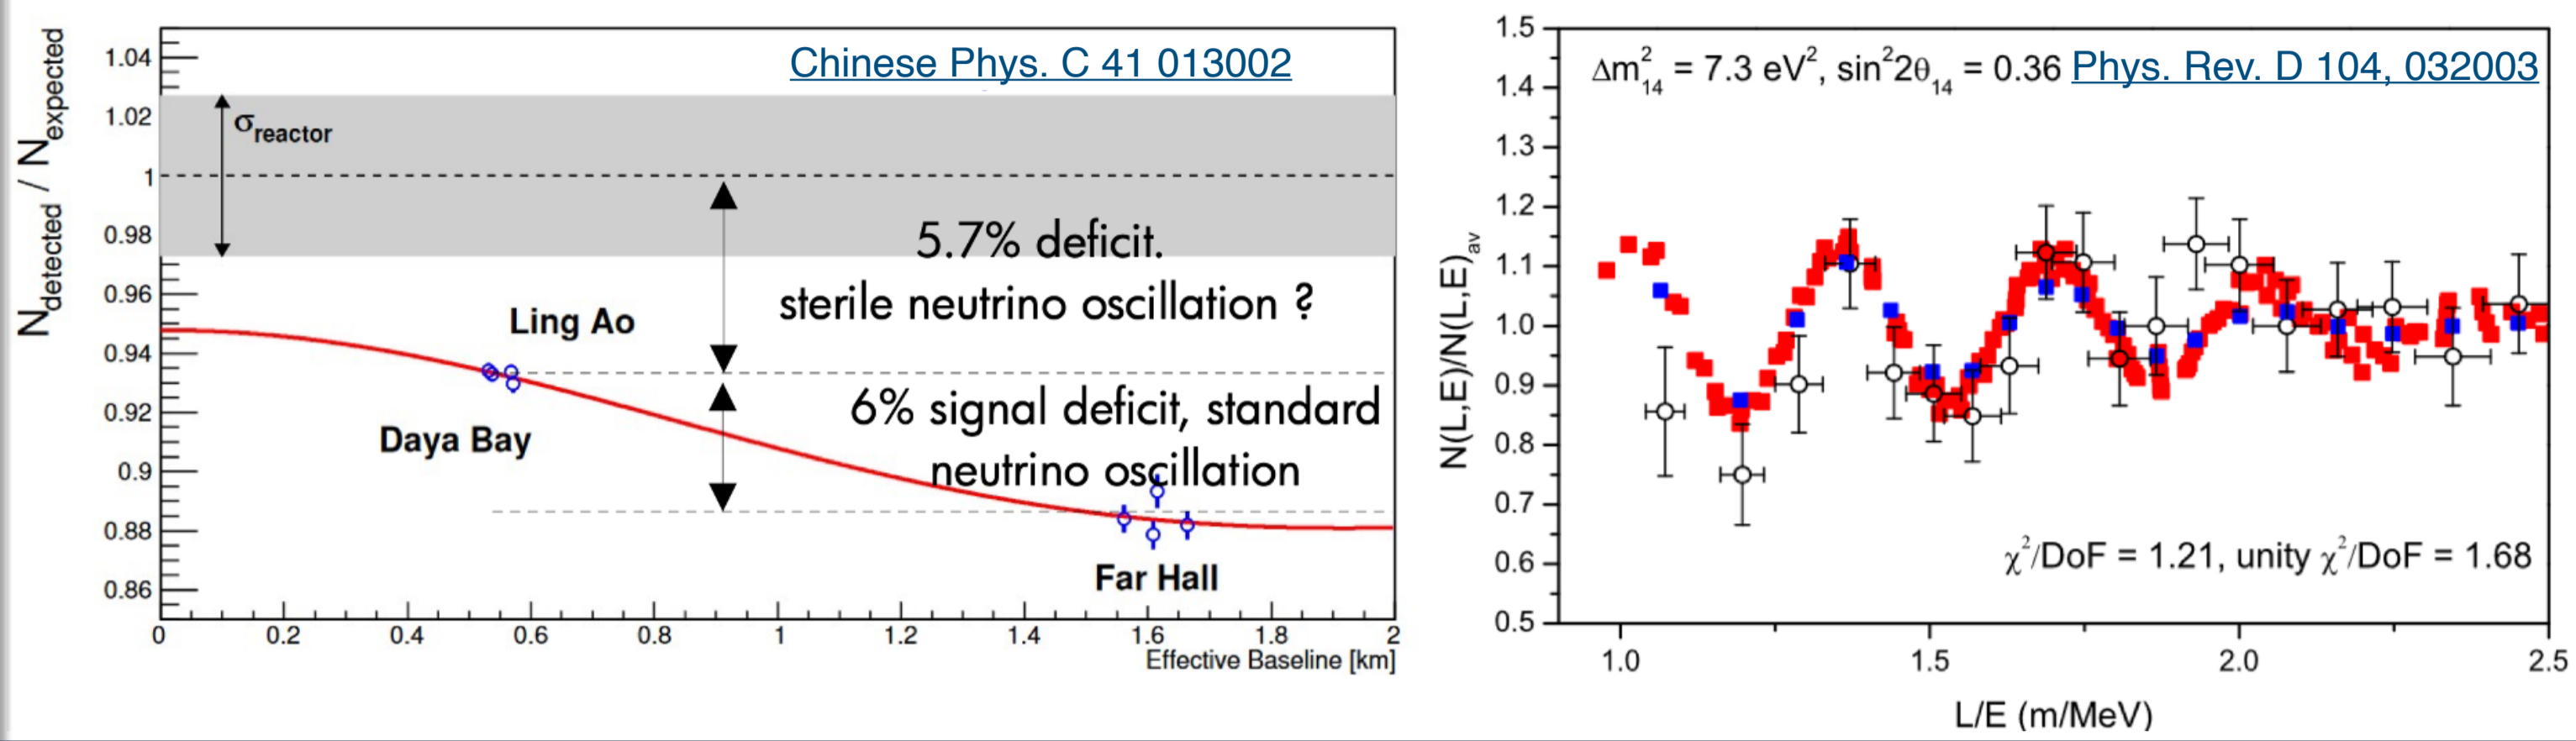 N_detected / N_expected
1.04
1.02
1
0.98
0.96
0.94
0.92
0.9
0.88
0.86
Chinese Phys. C 41 013002
σ_reactor
5.7% deficit.
sterile neutrino oscillation ?
Ling Ao
Daya Bay
6% signal deficit, standard
neutrino oscillation
Far Hall
0 0.2 0.4 0.6 0.8 1 1.2 1.4 1.6 1.8 2
Effective Baseline [km]
N(L,E)/N(L,E)_av
1.5
1.4
1.3
1.2
1.1
1.0
0.9
0.8
0.7
0.6
0.5
Δm²₁₄ = 7.3 eV², sin²2θ₁₄ = 0.36 Phys. Rev. D 104, 032003
χ²/DoF = 1.21, unity χ²/DoF = 1.68
1.0 1.5 2.0 2.5
L/E (m/MeV)